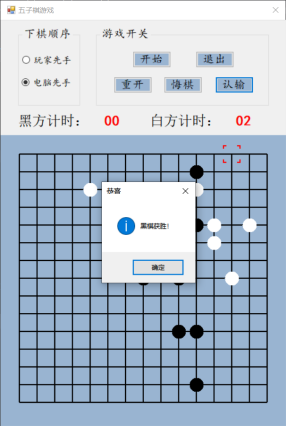 五子棋游戏
下棋顺序
玩家先手
电脑先手
游戏开关
开始 退出
重开 悔棋 认输
黑方计时： 00 白方计时： 02
恭喜
黑棋获胜!
确定